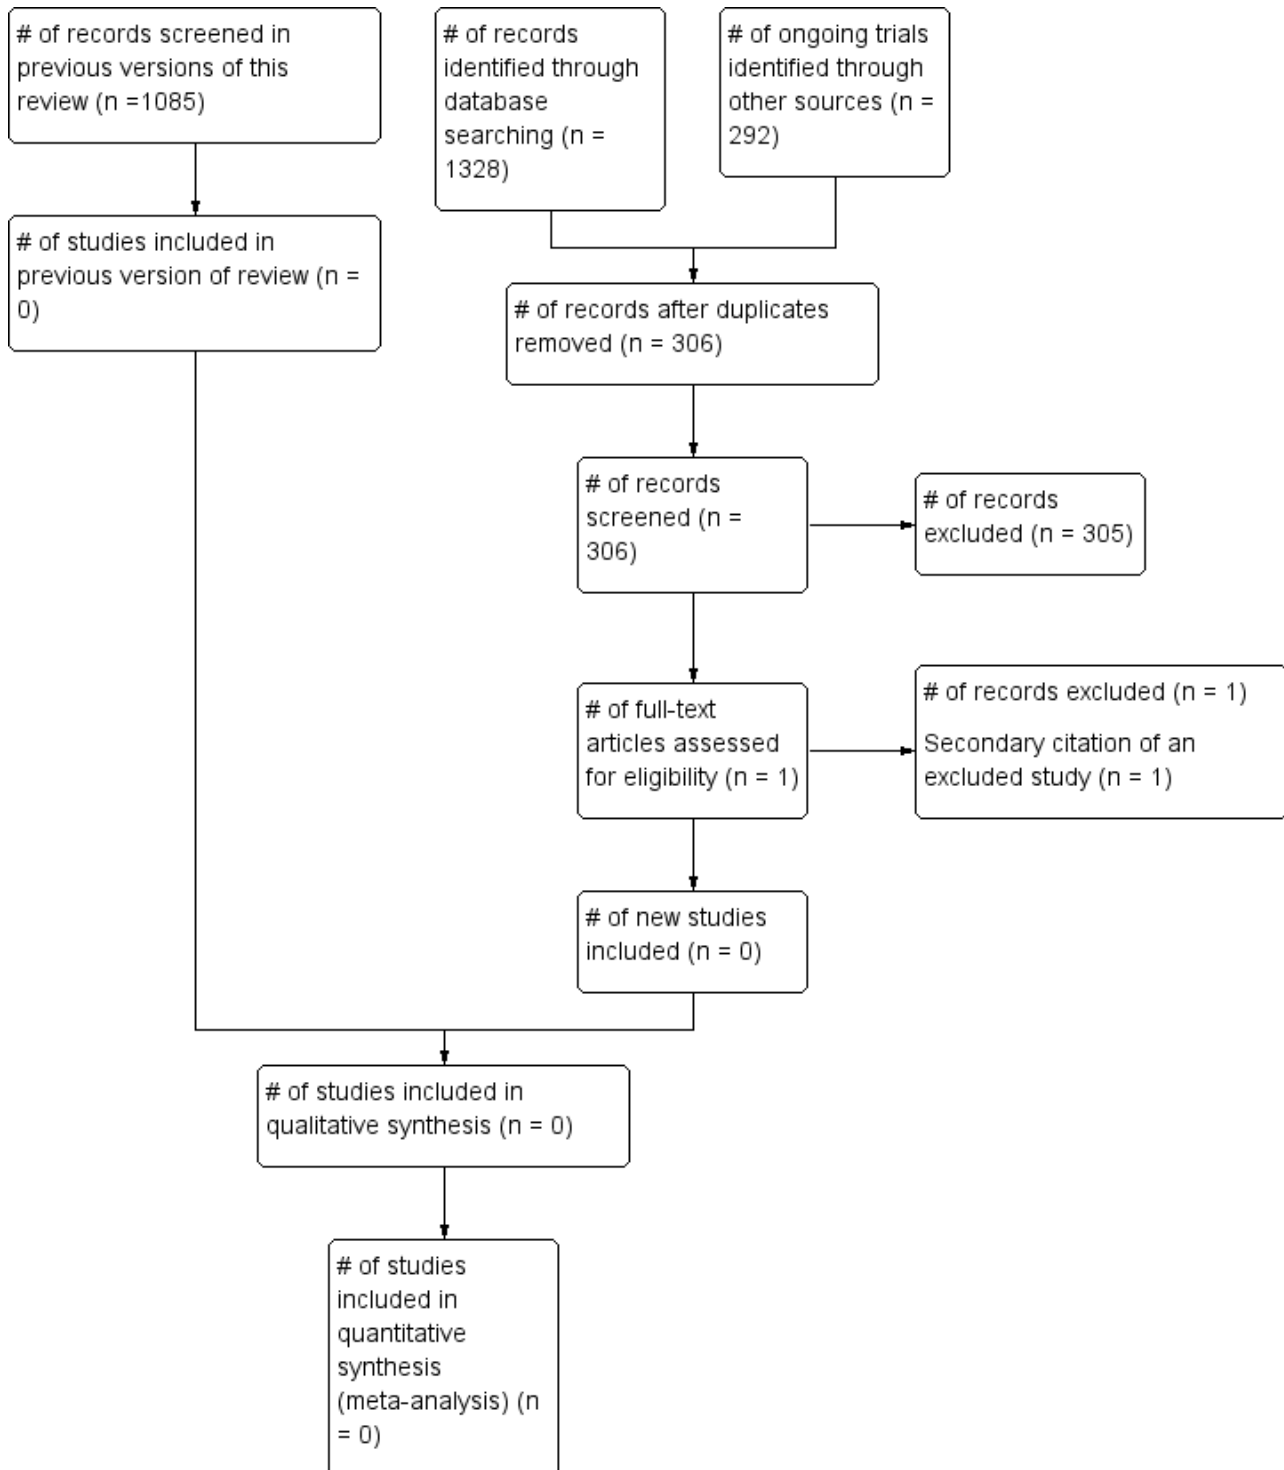 # of records screened in
previous versions of this
review (n =1085)
# of records
identified through
database
searching (n =
1328)
# of ongoing trials
identified through
other sources (n =
292)
# of studies included in
previous version of review (n =
0)
# of records after duplicates
removed (n = 306)
# of records
screened (n =
306)
# of records
excluded (n = 305)
# of full-text
articles assessed
for eligibility (n = 1)
# of records excluded (n = 1)
Secondary citation of an
excluded study (n = 1)
# of new studies
included (n = 0)
# of studies included in
qualitative synthesis (n = 0)
# of studies
included in
quantitative
synthesis
(meta-analysis) (n
= 0)